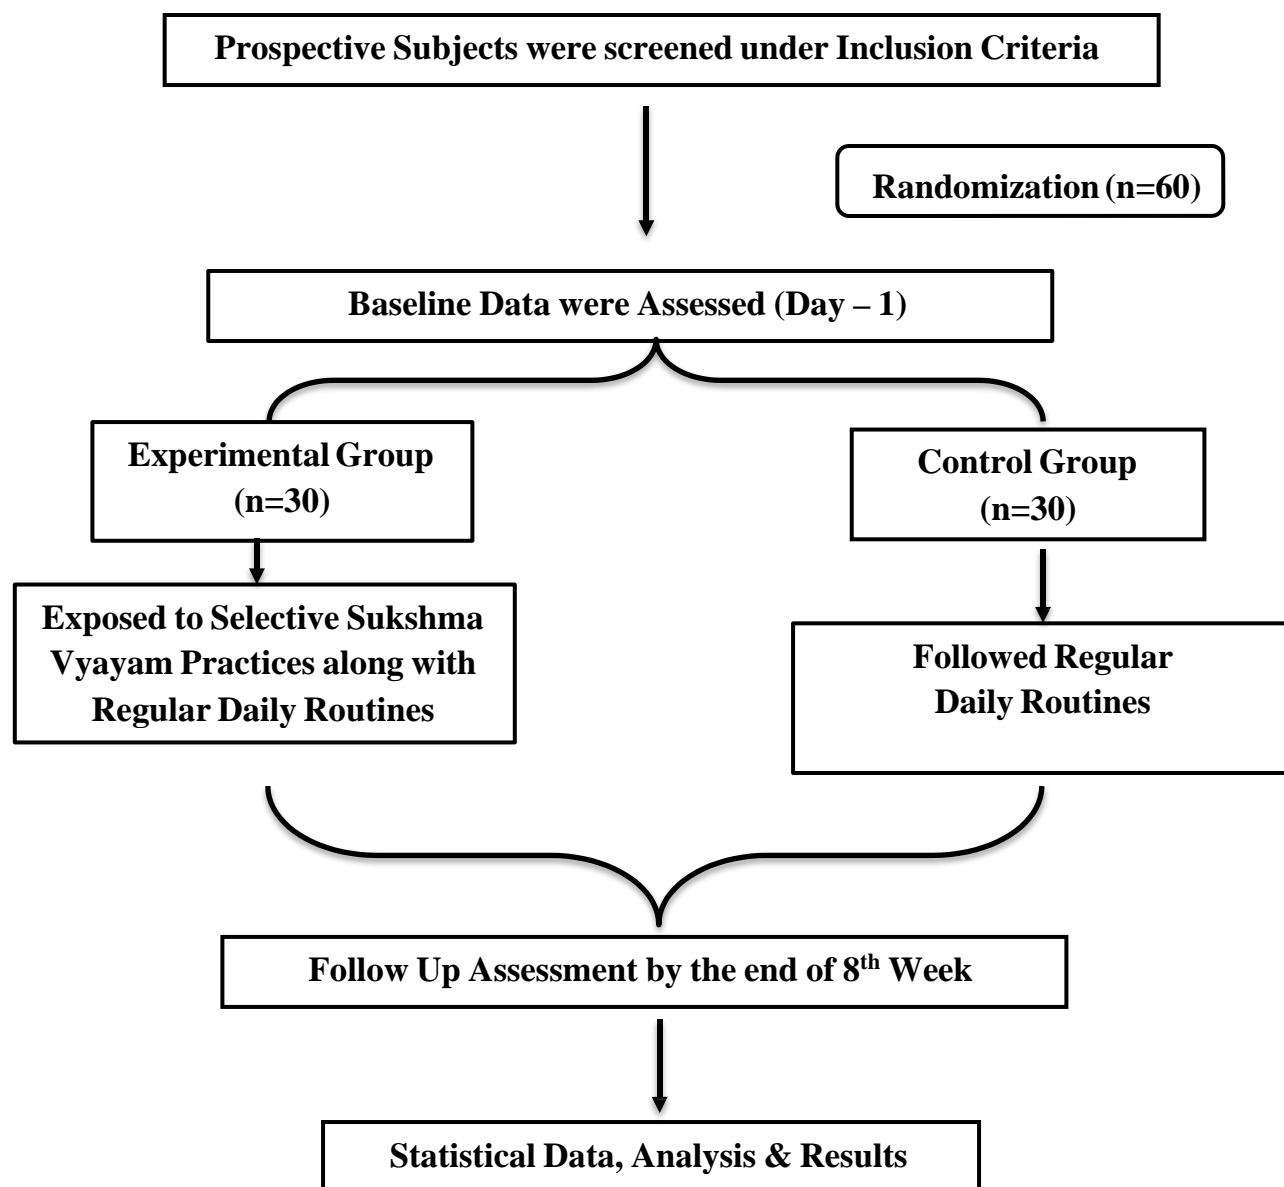 Prospective Subjects were screened under Inclusion Criteria
Randomization (n=60)
Baseline Data were Assessed (Day – 1)
Experimental Group
(n=30)
Control Group
(n=30)
Exposed to Selective Sukshma
Vyayam Practices along with
Regular Daily Routines
Followed Regular
Daily Routines
Follow Up Assessment by the end of 8th Week
Statistical Data, Analysis & Results